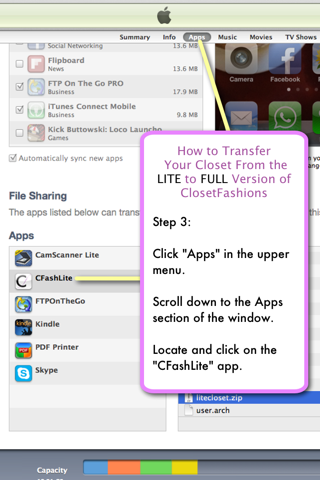 Summary Info Apps Music Movies TV Shows
Social Networking 13.6 MB
Flipboard
News 13.6 MB
FTP On The Go PRO
Business 17.9 MB
iTunes Connect Mobile
Business 9.8 MB
Kick Buttowski: Loco Launcho
Games
Camera Facebook
Automatically sync new apps
File Sharing
The apps listed below can trans
Apps
CamScanner Lite
CFashLite
FTPOnTheGo
Kindle
PDF Printer
PDF
Skype
How to Transfer
Your Closet From the
LITE to FULL Version of
ClosetFashions
Step 3:
Click "Apps" in the upper
menu.
Scroll down to the Apps
section of the window.
Locate and click on the
"CFashLite" app.
litecloset.zip
user.arch
Capacity